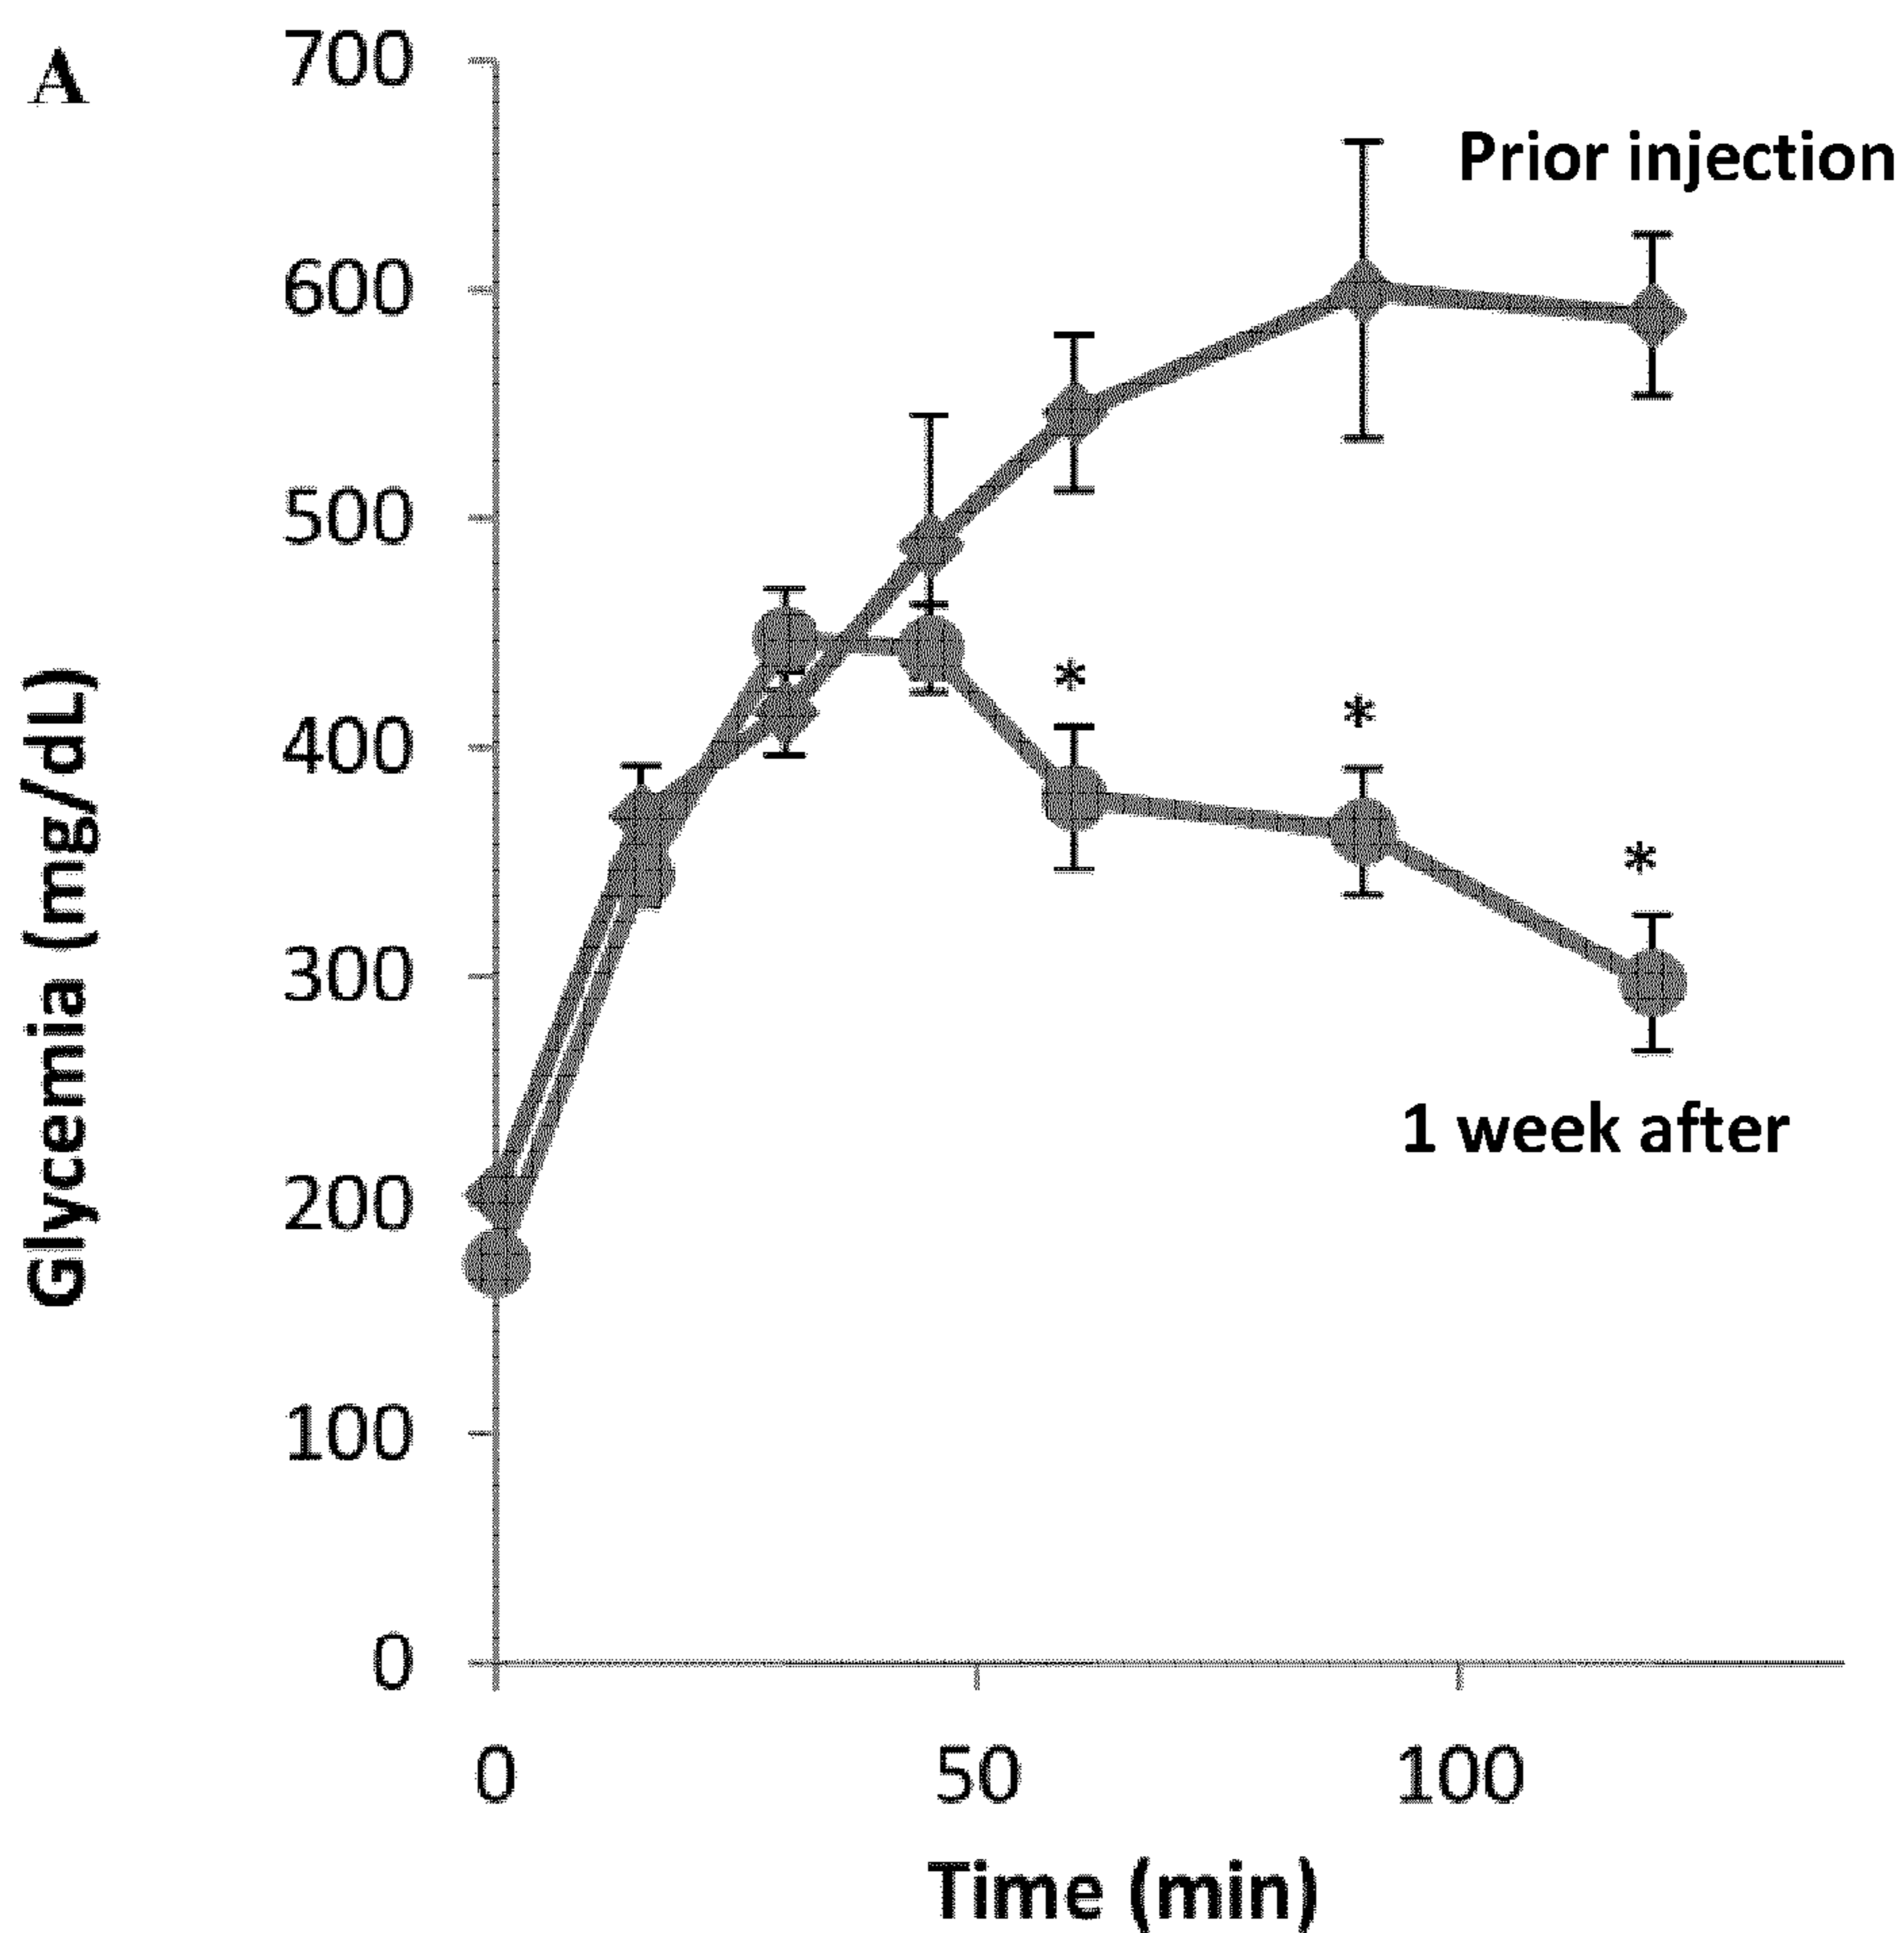 A
700
600
500
400
300
200
100
0
Glycemia (mg/dL)
Prior injection
*
*
*
1 week after
0
50
100
Time (min)